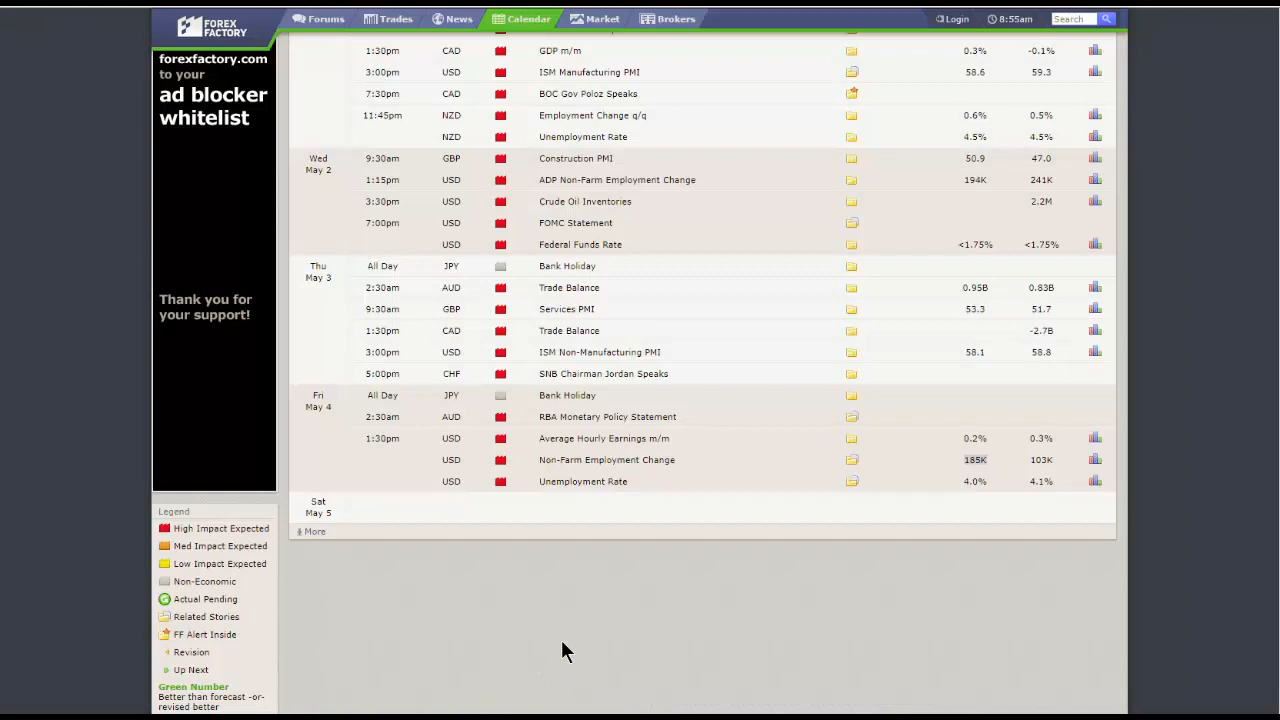 FOREX FACTORY
Forums
Trades
News
Calendar
Market
Brokers
Login
8:55am
Search
forexfactory.com
to your
ad blocker
whitelist
Thank you for
your support!
1:30pm CAD GDP m/m 0.3% -0.1%
3:00pm USD ISM Manufacturing PMI 58.6 59.3
7:30pm CAD BOC Gov Poloz Speaks
11:45pm NZD Employment Change q/q 0.6% 0.5%
NZD Unemployment Rate 4.5% 4.5%
Wed May 2 9:30am GBP Construction PMI 50.9 47.0
1:15pm USD ADP Non-Farm Employment Change 194K 241K
3:30pm USD Crude Oil Inventories 2.2M
7:00pm USD FOMC Statement
USD Federal Funds Rate <1.75% <1.75%
Thu May 3 All Day JPY Bank Holiday
2:30am AUD Trade Balance 0.95B 0.83B
9:30am GBP Services PMI 53.3 51.7
1:30pm CAD Trade Balance -2.7B
3:00pm USD ISM Non-Manufacturing PMI 58.1 58.8
5:00pm CHF SNB Chairman Jordan Speaks
Fri May 4 All Day JPY Bank Holiday
2:30am AUD RBA Monetary Policy Statement
1:30pm USD Average Hourly Earnings m/m 0.2% 0.3%
USD Non-Farm Employment Change 185K 103K
USD Unemployment Rate 4.0% 4.1%
Sat May 5
More
Legend
High Impact Expected
Med Impact Expected
Low Impact Expected
Non-Economic
Actual Pending
Related Stories
FF Alert Inside
Revision
Up Next
Green Number
Better than forecast -or-
revised better